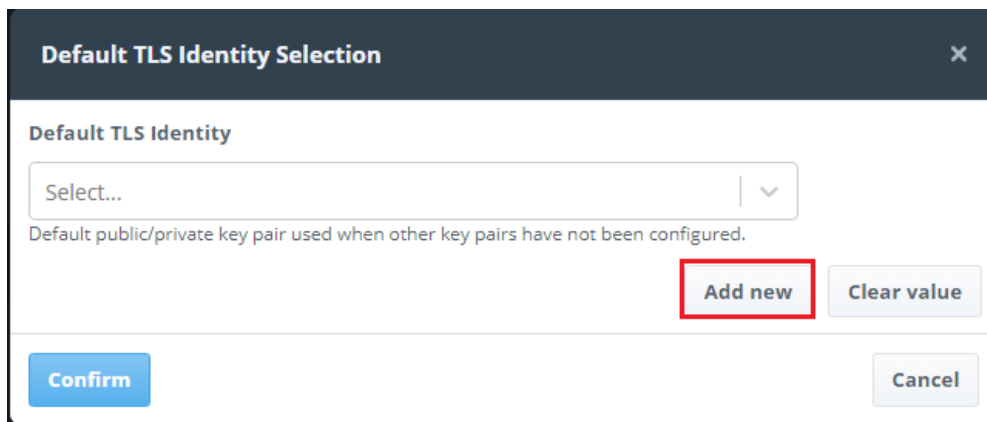 Default TLS Identity Selection ×
Default TLS Identity
Select...
Default public/private key pair used when other key pairs have not been configured.
Add new Clear value
Confirm Cancel